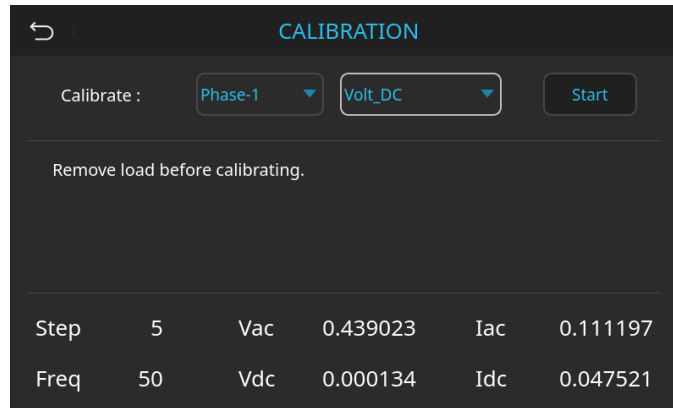 CALIBRATION
Calibrate : Phase-1 Volt_DC Start
Remove load before calibrating.
Step 5 Vac 0.439023 Iac 0.111197
Freq 50 Vdc 0.000134 Idc 0.047521